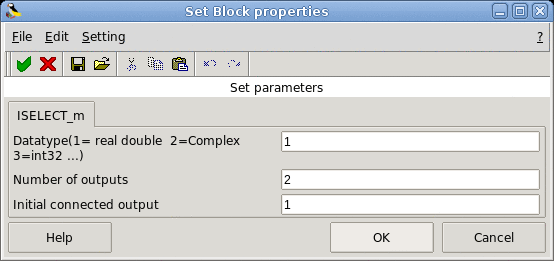 Set Block properties
File Edit Setting ?
Set parameters
ISELECT_m
Datatype(1= real double 2=Complex
3=int32 ...)
1
Number of outputs
2
Initial connected output
1
Help OK Cancel